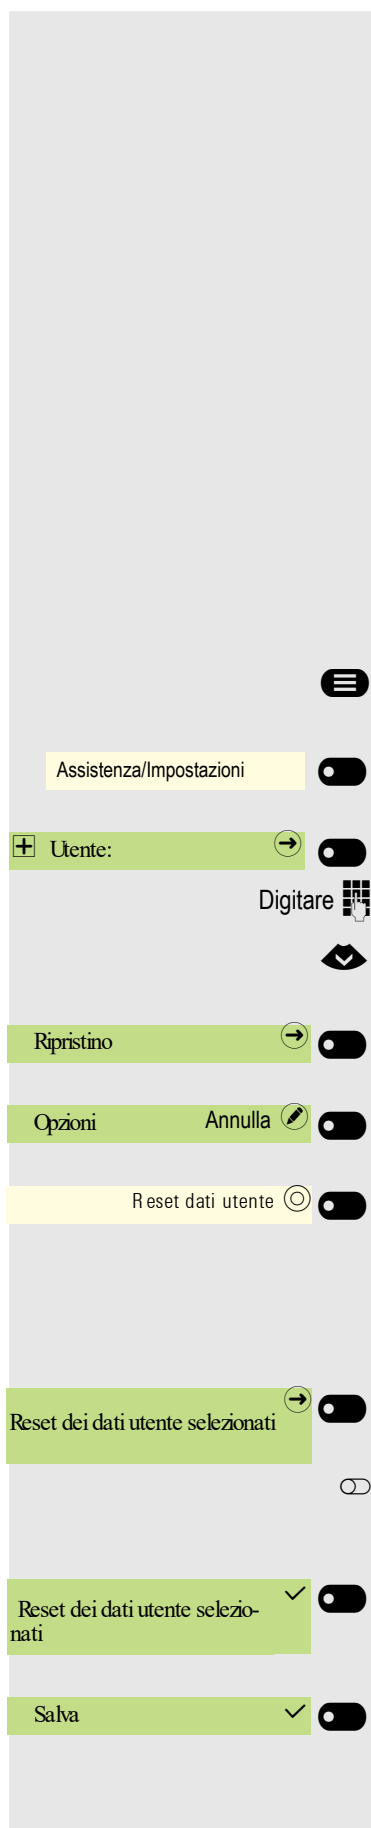 Assistenza/Impostazioni
Utente:
Digitare
Ripristino
Opzioni Annulla
Reset dati utente
Reset dei dati utente selezionati
Reset dei dati utente selezio-
nati
Salva